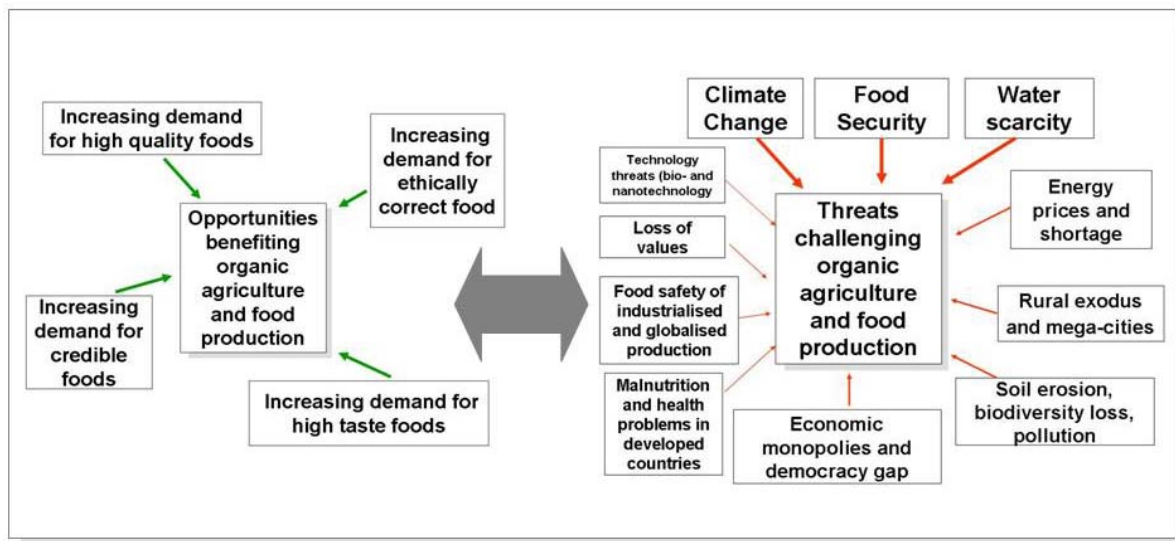 Increasing demand
for high quality foods
Increasing
demand for
ethically
correct food
Opportunities
benefiting
organic
agriculture
and food
production
Increasing
demand for
credible
foods
Increasing demand for
high taste foods
Climate
Change
Food
Security
Water
scarcity
Technology
threats (bio- and
nanotechnology
Loss of
values
Food safety of
industrialised
and globalised
production
Malnutrition
and health
problems in
developed
countries
Threats
challenging
organic
agriculture
and food
production
Energy
prices and
shortage
Rural exodus
and mega-cities
Soil erosion,
biodiversity loss,
pollution
Economic
monopolies and
democracy gap